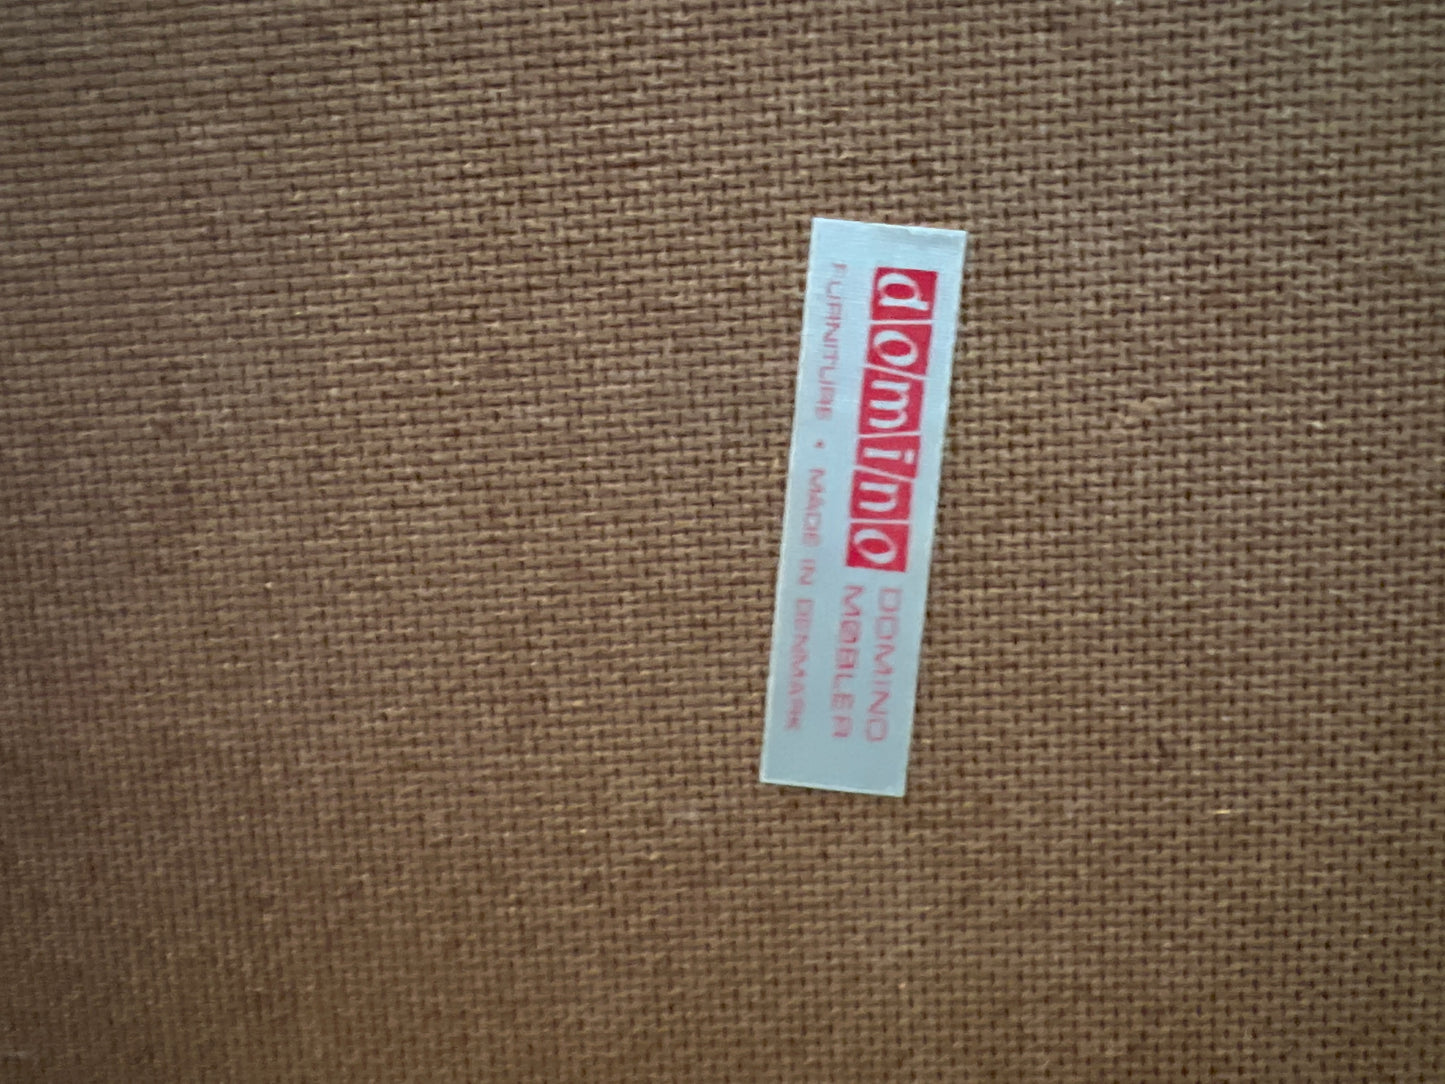 domino
DOMINO
MØBLER
FURNITURE • MADE IN DENMARK